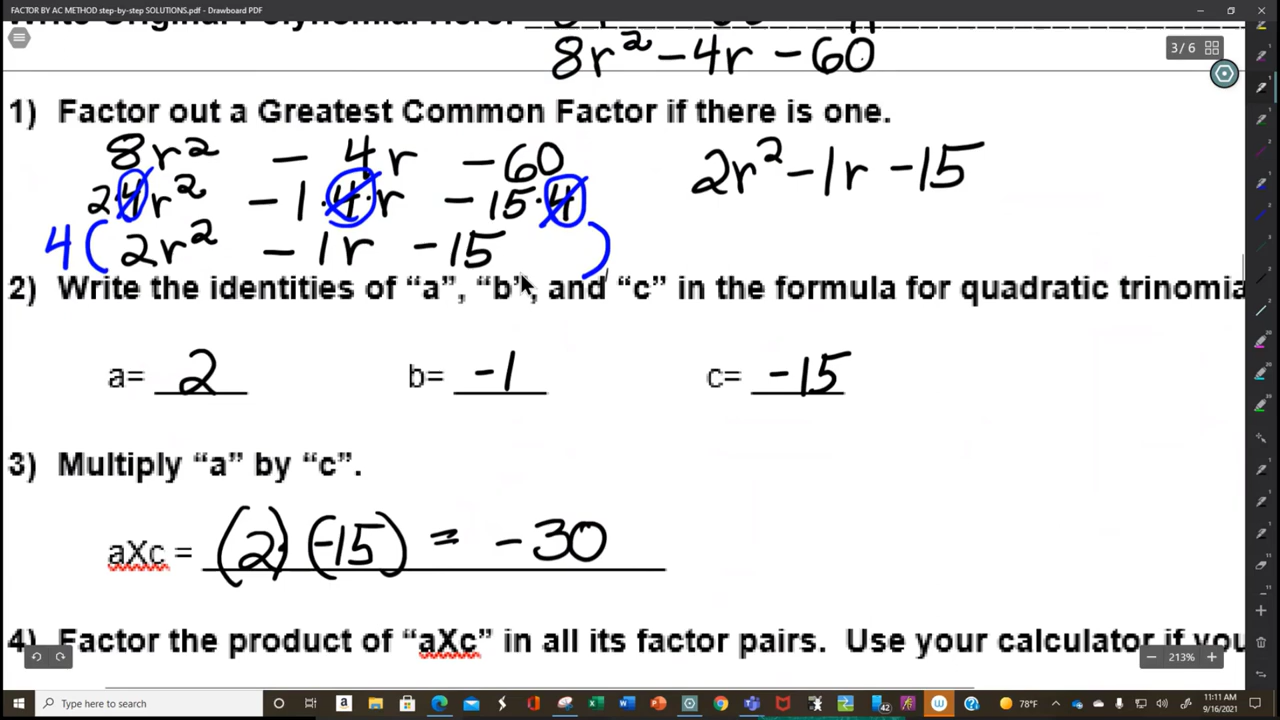 FACTOR BY AC METHOD step-by-step SOLUTIONS.pdf - Drawboard PDF
8r² - 4r - 60
3/6
1) Factor out a Greatest Common Factor if there is one.
8r² - 4r - 60
2r² - 1r - 15
2·4r² - 1·4·r - 15·4
4(2r² - 1r - 15)
2) Write the identities of “a”, “b”, and “c” in the formula for quadratic trinomia
a= 2 b= -1 c= -15
3) Multiply “a” by “c”.
aXc = (2)(-15) = -30
4) Factor the product of “aXc” in all its factor pairs. Use your calculator if you
213%
Type here to search
78°F
11:11 AM
9/16/2021